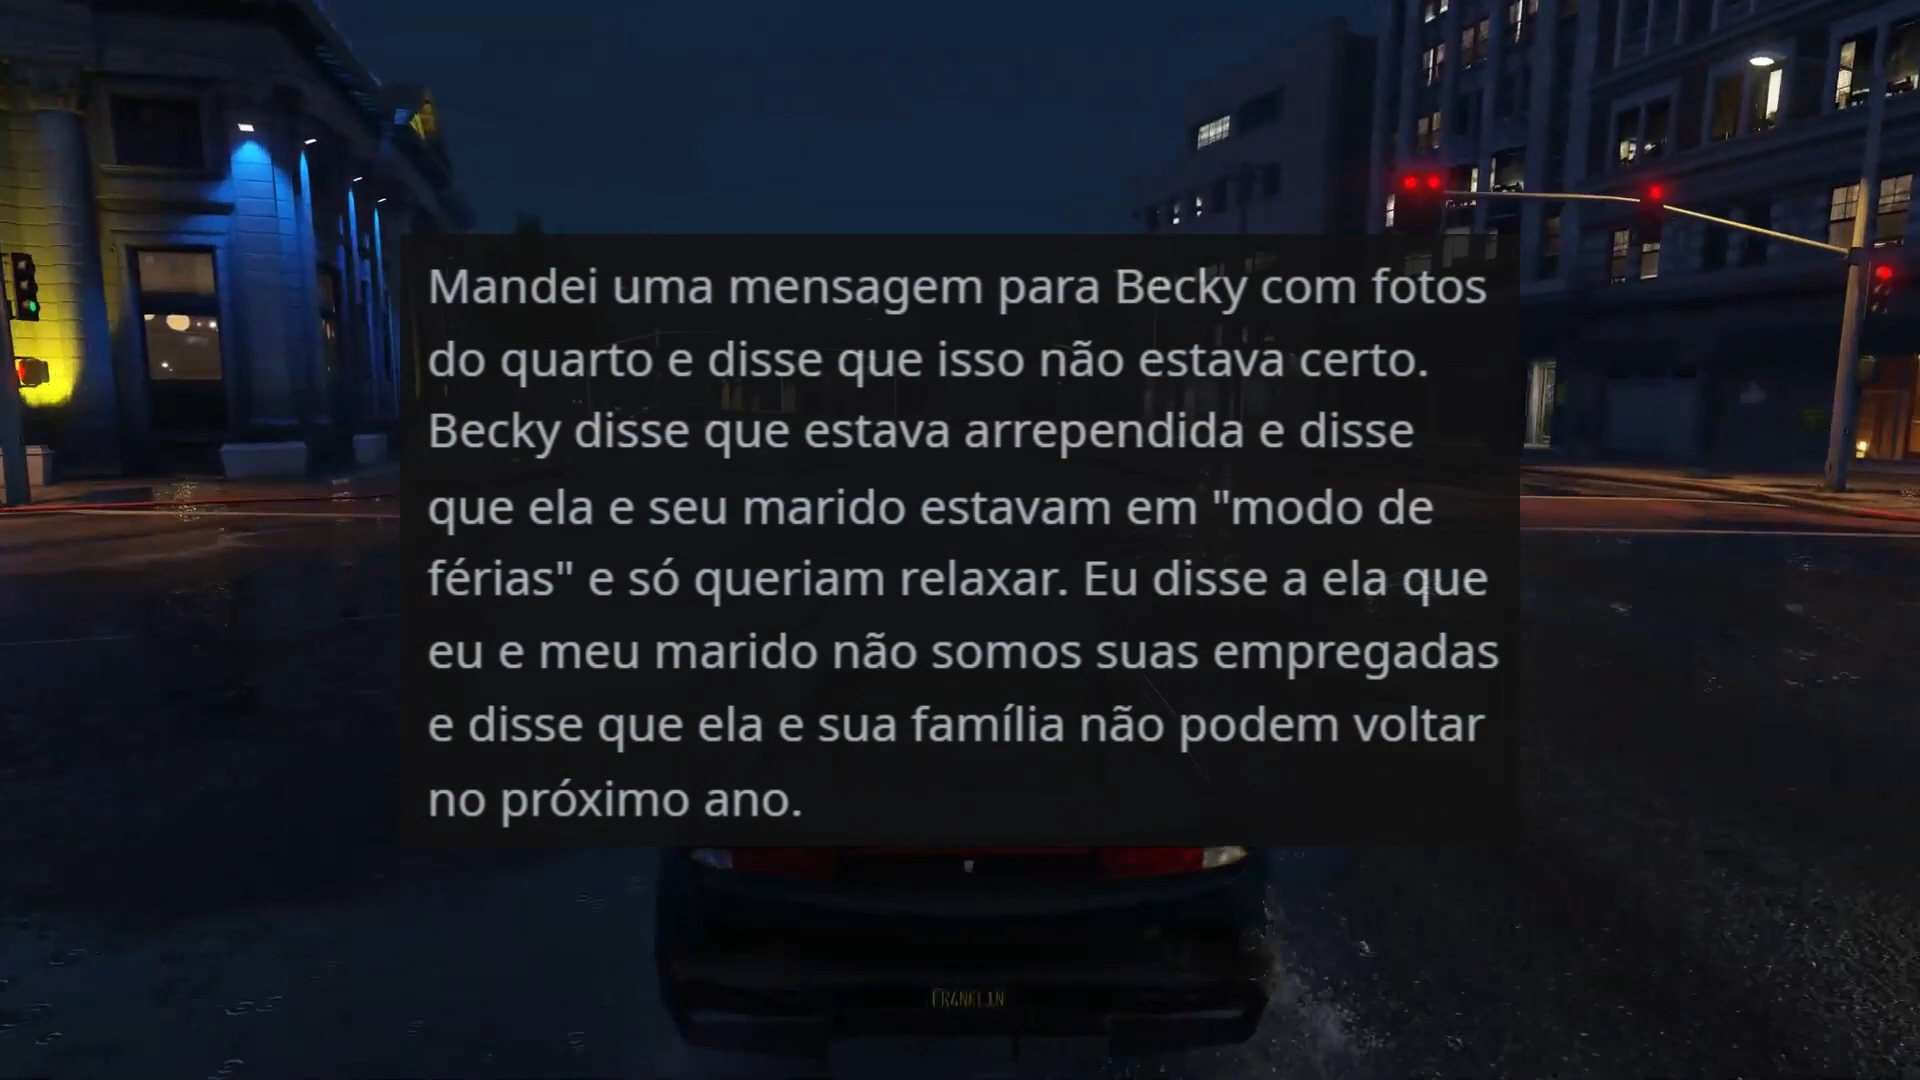 Mandei uma mensagem para Becky com fotos
do quarto e disse que isso não estava certo.
Becky disse que estava arrependida e disse
que ela e seu marido estavam em "modo de
férias" e só queriam relaxar. Eu disse a ela que
eu e meu marido não somos suas empregadas
e disse que ela e sua família não podem voltar
no próximo ano.
FRANKLIN